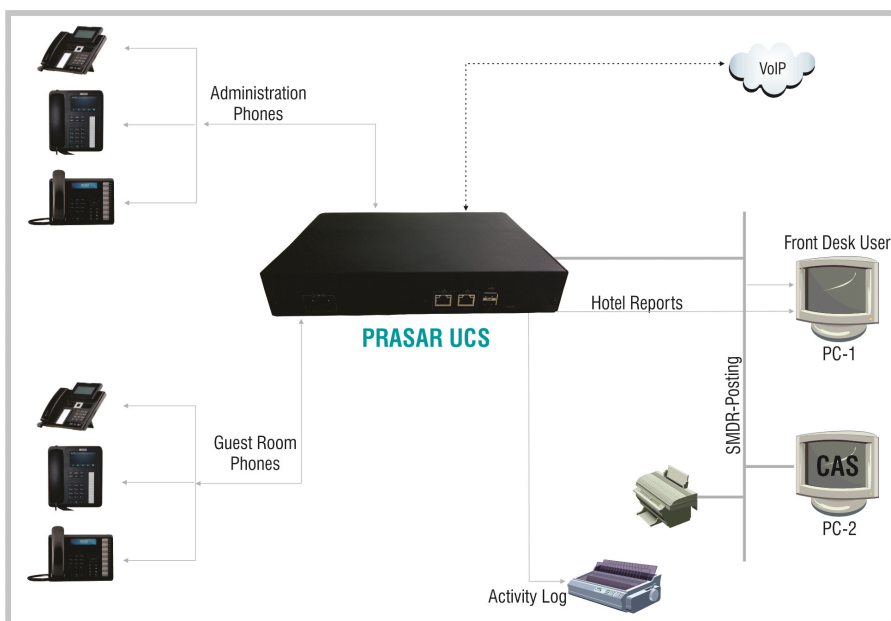 VoIP
Administration
Phones
Front Desk User
Hotel Reports
PRASAR UCS
PC-1
SMDR-Posting
Guest Room
Phones
CAS
PC-2
Activity Log